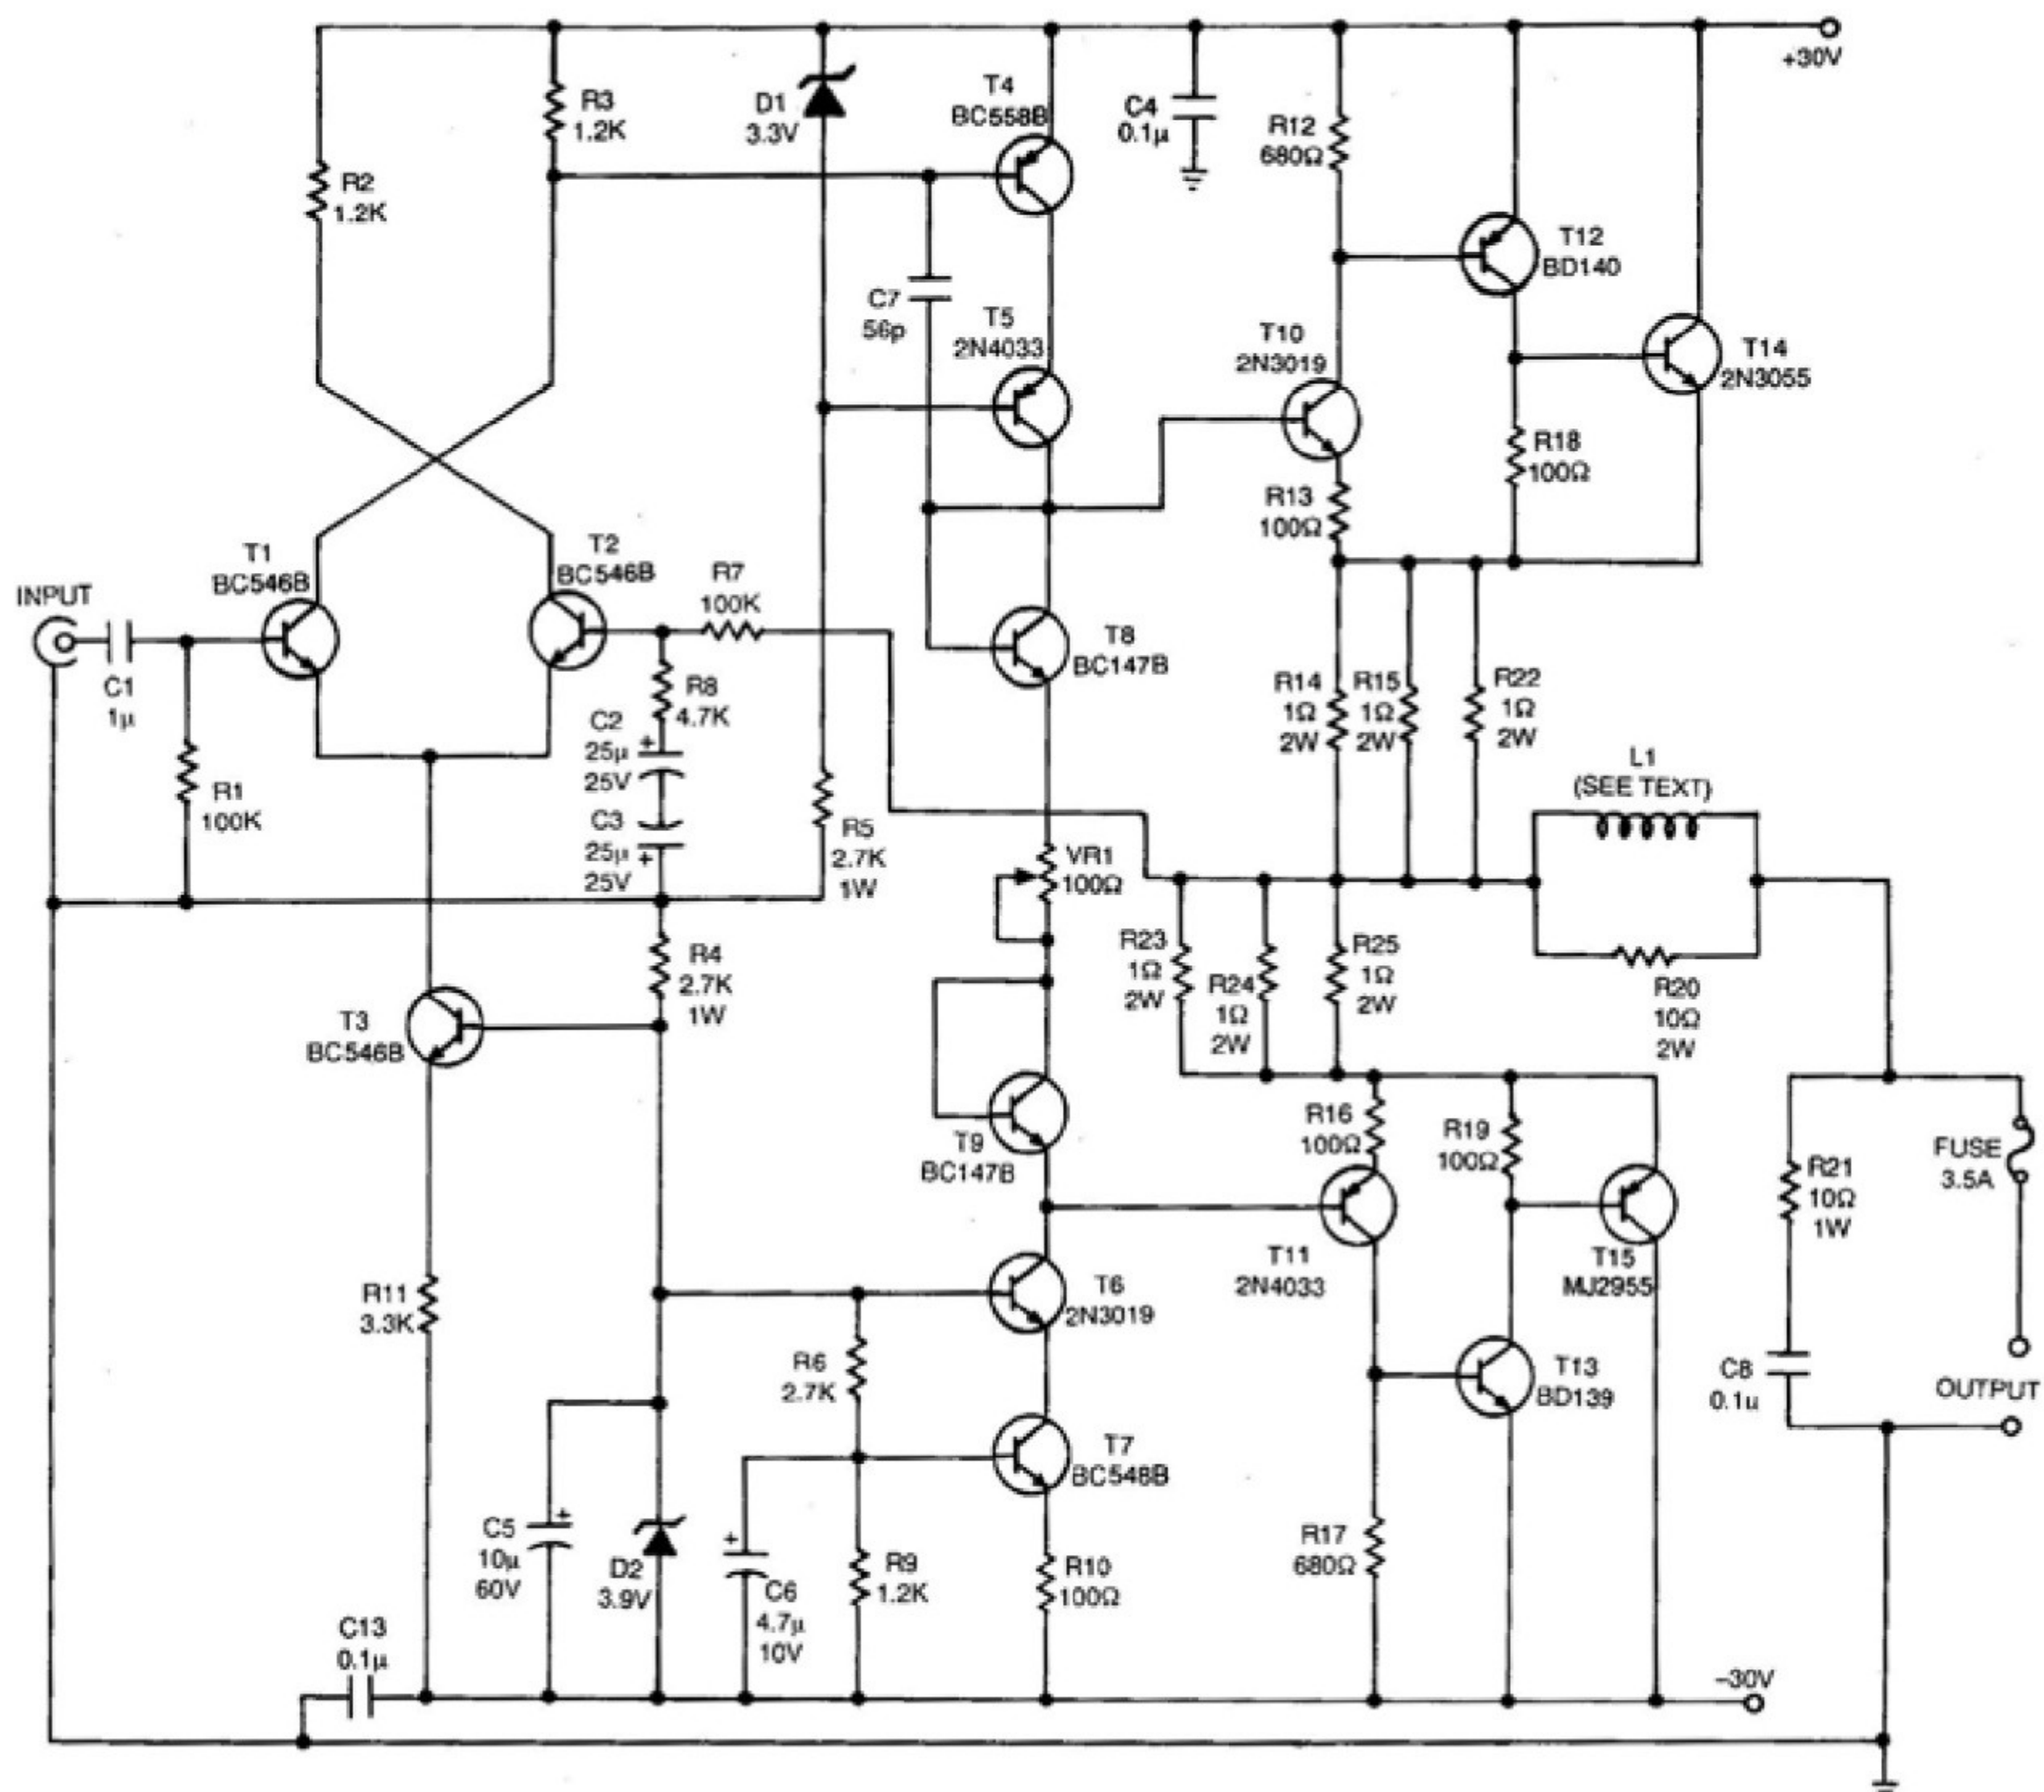 +30V
R3
1.2K
D1
3.3V
T4
BC558B
C4
0.1µ
R12
680Ω
R2
1.2K
T12
BD140
C7
56p
T5
2N4033
T10
2N3019
T14
2N3055
R18
100Ω
R13
100Ω
INPUT
T1
BC546B
T2
BC546B
R7
100K
T8
BC147B
C1
1µ
R8
4.7K
C2
25µ
25V
+
R14
1Ω
2W
R15
1Ω
2W
R22
1Ω
2W
L1
(SEE TEXT)
R1
100K
C3
25µ
25V
+
R5
2.7K
1W
VR1
100Ω
R4
2.7K
1W
R23
1Ω
2W
R24
1Ω
2W
R25
1Ω
2W
R20
10Ω
2W
T3
BC546B
T9
BC147B
R16
100Ω
R19
100Ω
R21
10Ω
1W
FUSE
3.5A
R11
3.3K
T6
2N3019
T11
2N4033
T15
MJ2955
R6
2.7K
T13
BD139
C8
0.1u
OUTPUT
T7
BC548B
C5
10µ
60V
+
D2
3.9V
+
C6
4.7µ
10V
R9
1.2K
R10
100Ω
R17
680Ω
C13
0.1µ
−30V